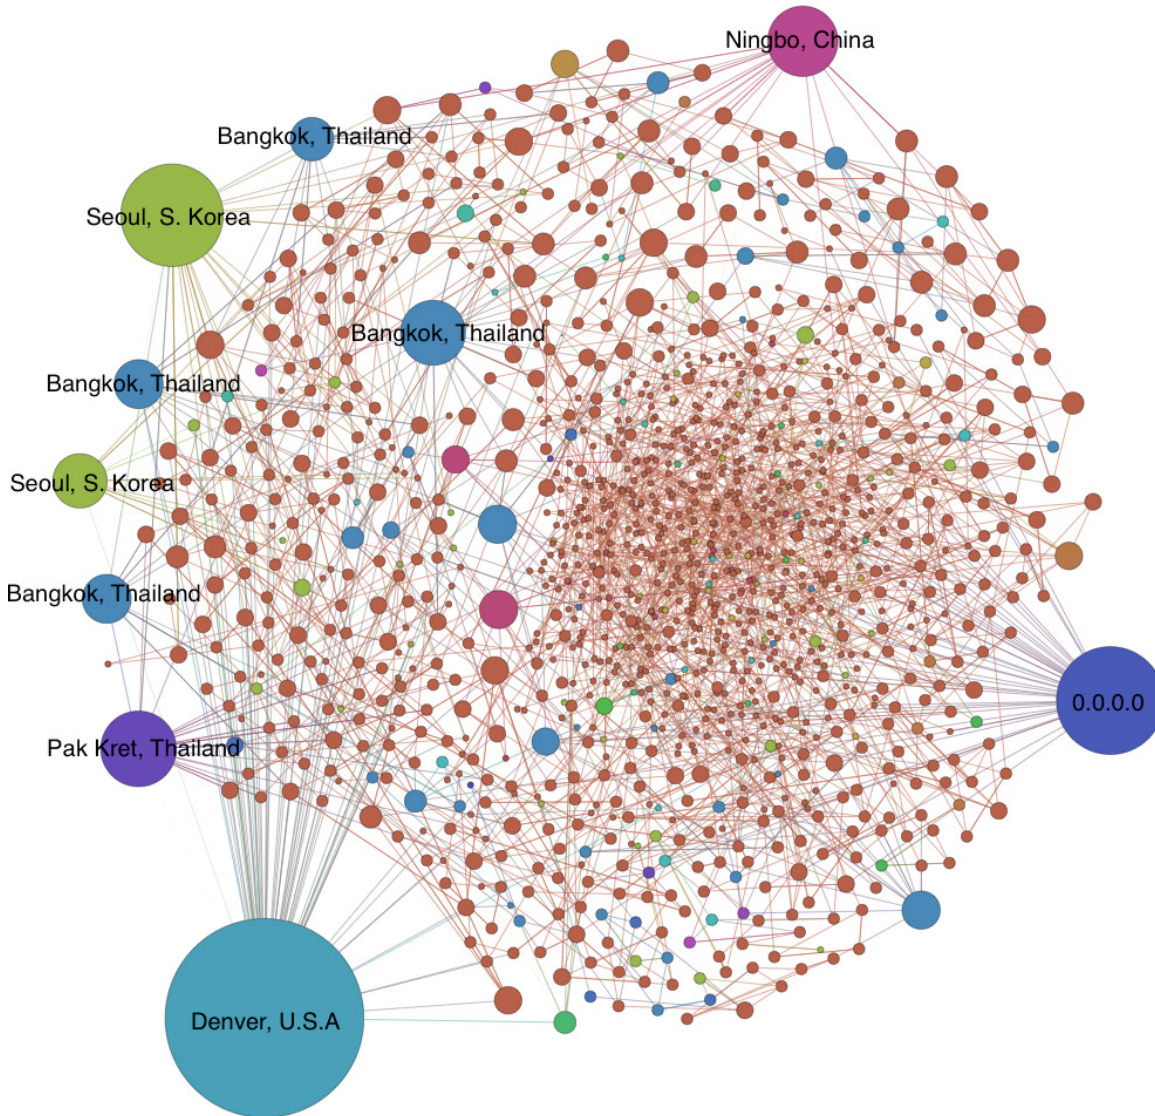 Ningbo, China
Bangkok, Thailand
Seoul, S. Korea
Bangkok, Thailand
Bangkok, Thailand
Seoul, S. Korea
Bangkok, Thailand
0.0.0.0
Pak Kret, Thailand
Denver, U.S.A